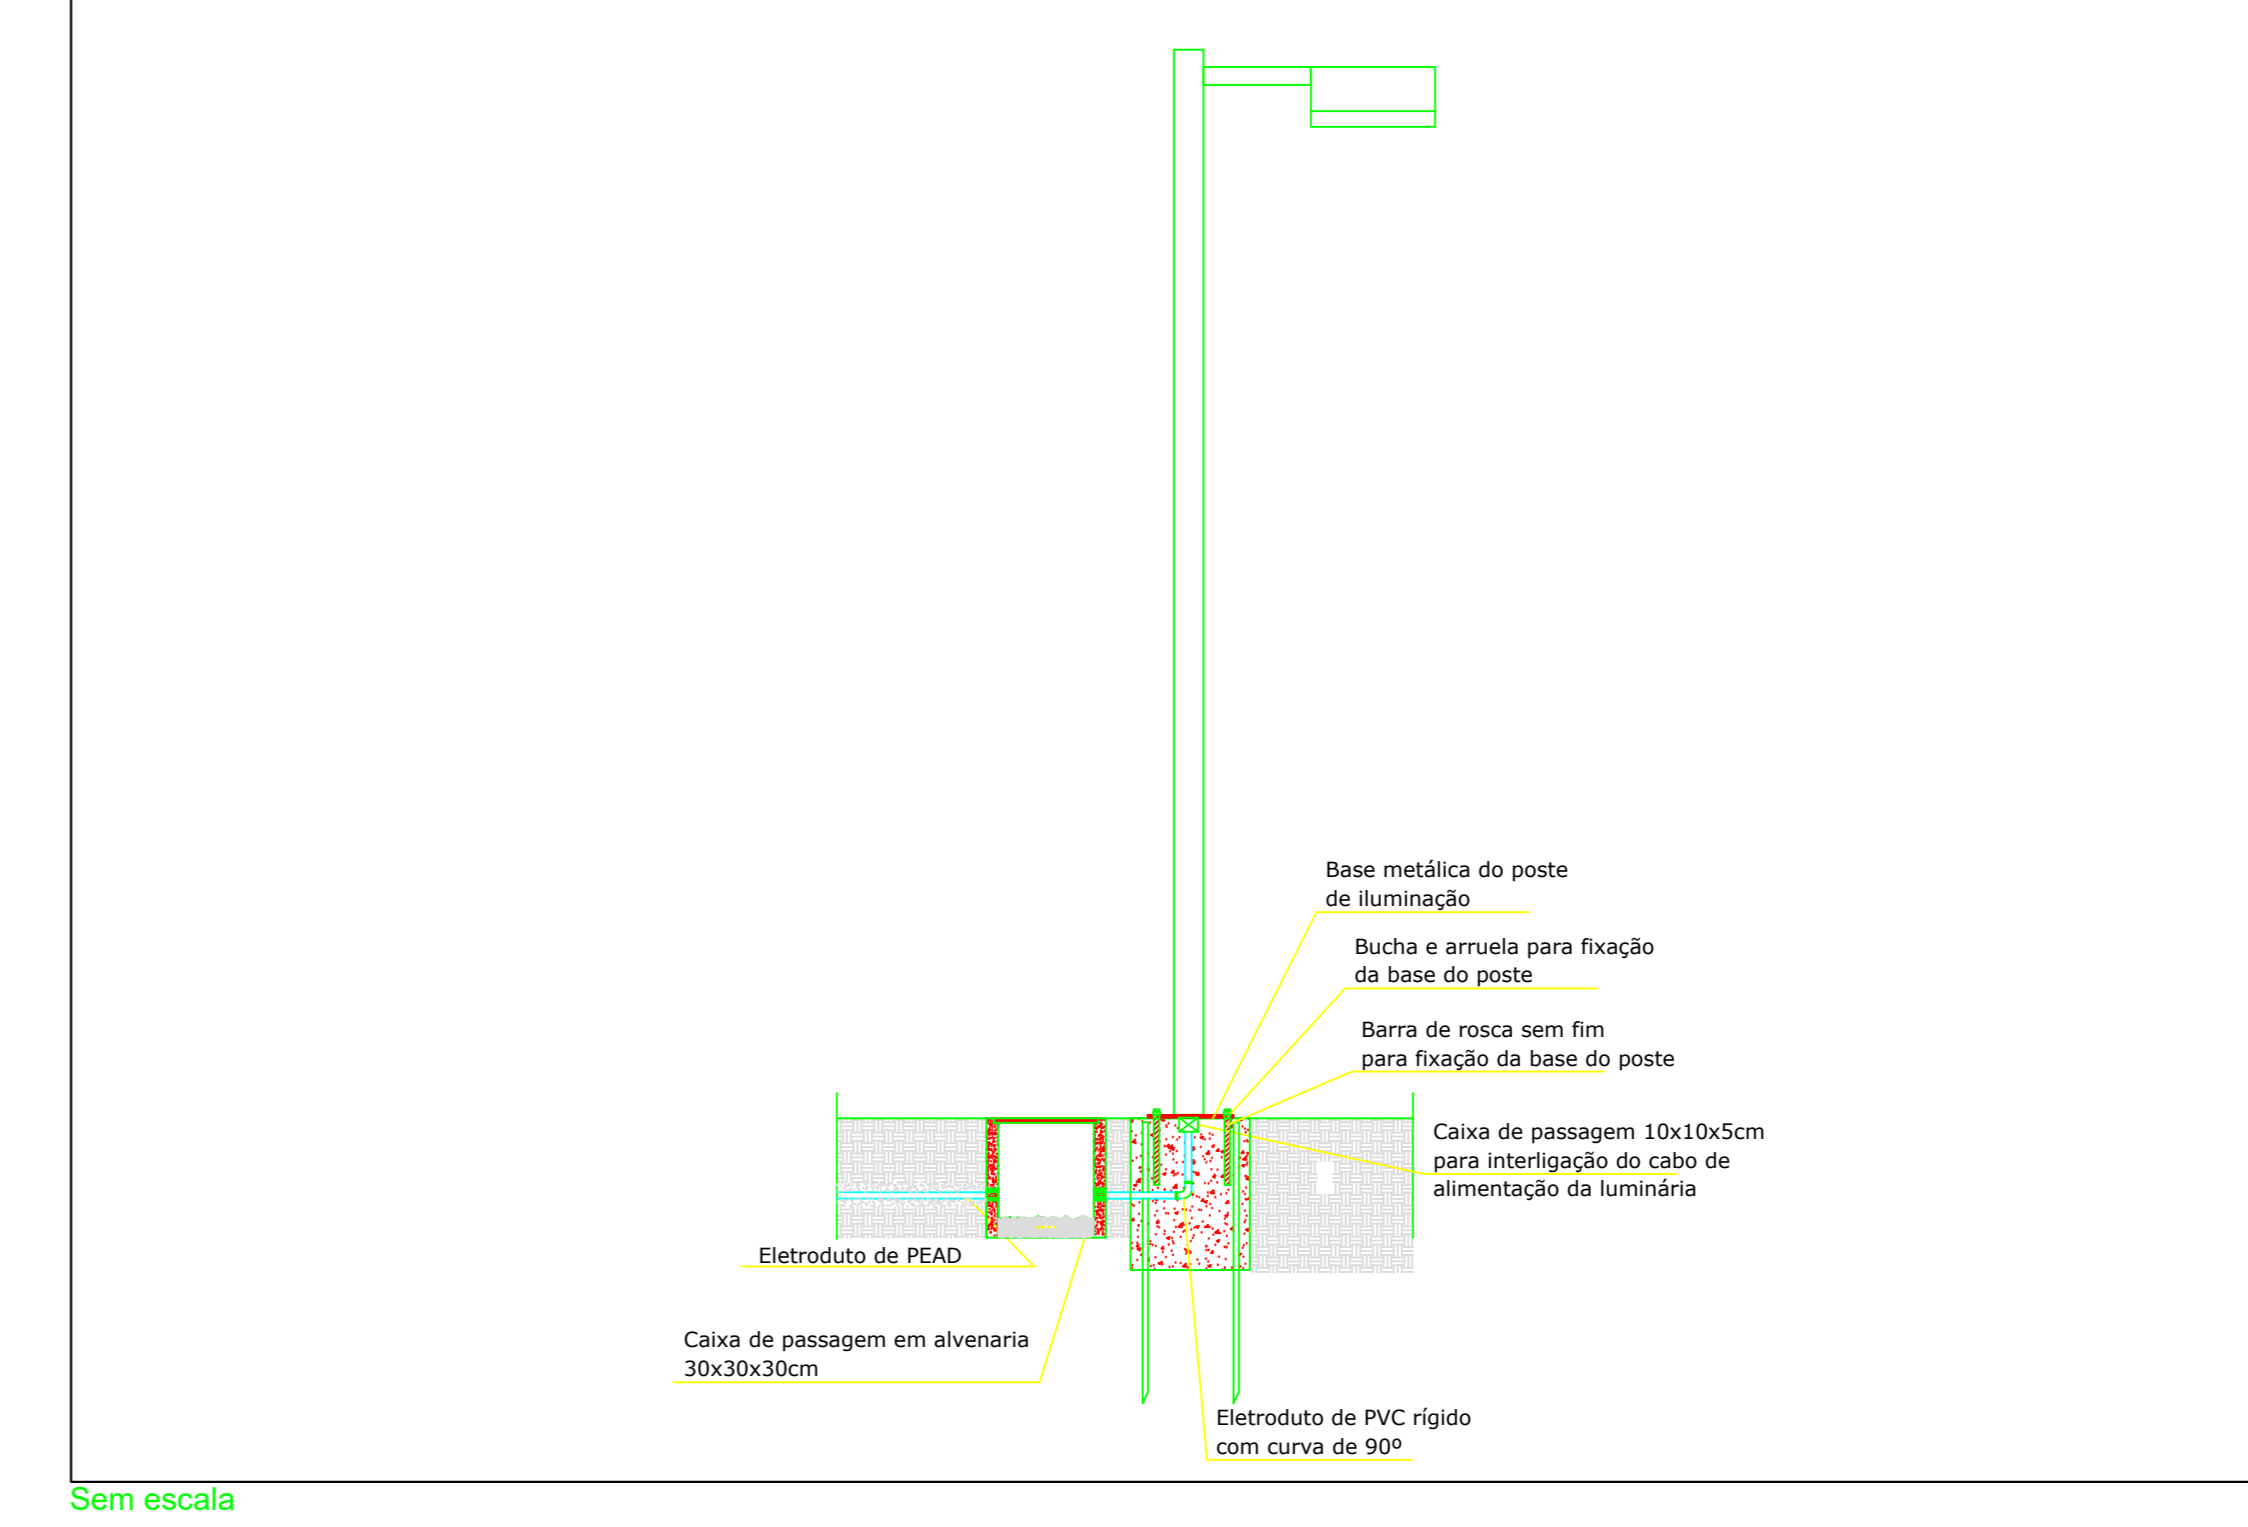 Base metálica do poste
de iluminação
Bucha e arruela para fixação
da base do poste
Barra de rosca sem fim
para fixação da base do poste
Caixa de passagem 10x10x5cm
para interligação do cabo de
alimentação da luminária
Eletroduto de PEAD
Caixa de passagem em alvenaria
30x30x30cm
Eletroduto de PVC rígido
com curva de 90º
Sem escala